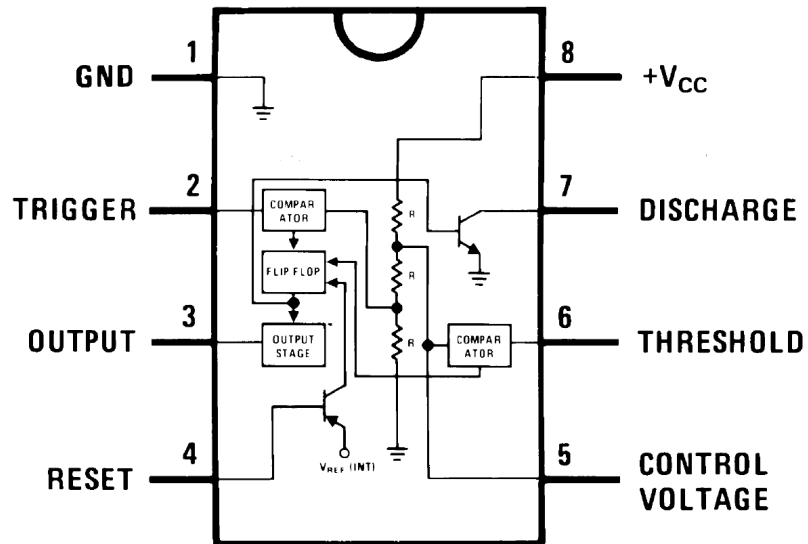 1
GND
2
TRIGGER
3
OUTPUT
4
RESET
8
+VCC
7
DISCHARGE
6
THRESHOLD
5
CONTROL
VOLTAGE
COMPAR
ATOR
FLIP FLOP
OUTPUT
STAGE
R
R
R
COMPAR
ATOR
VREF (INT)